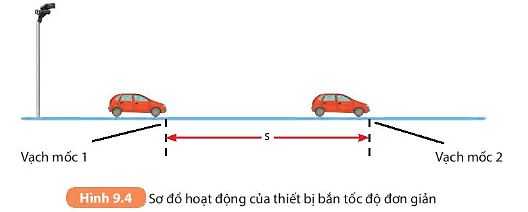 s
Vạch mốc 1
Vạch mốc 2
Hình 9.4 Sơ đồ hoạt động của thiết bị bắn tốc độ đơn giản